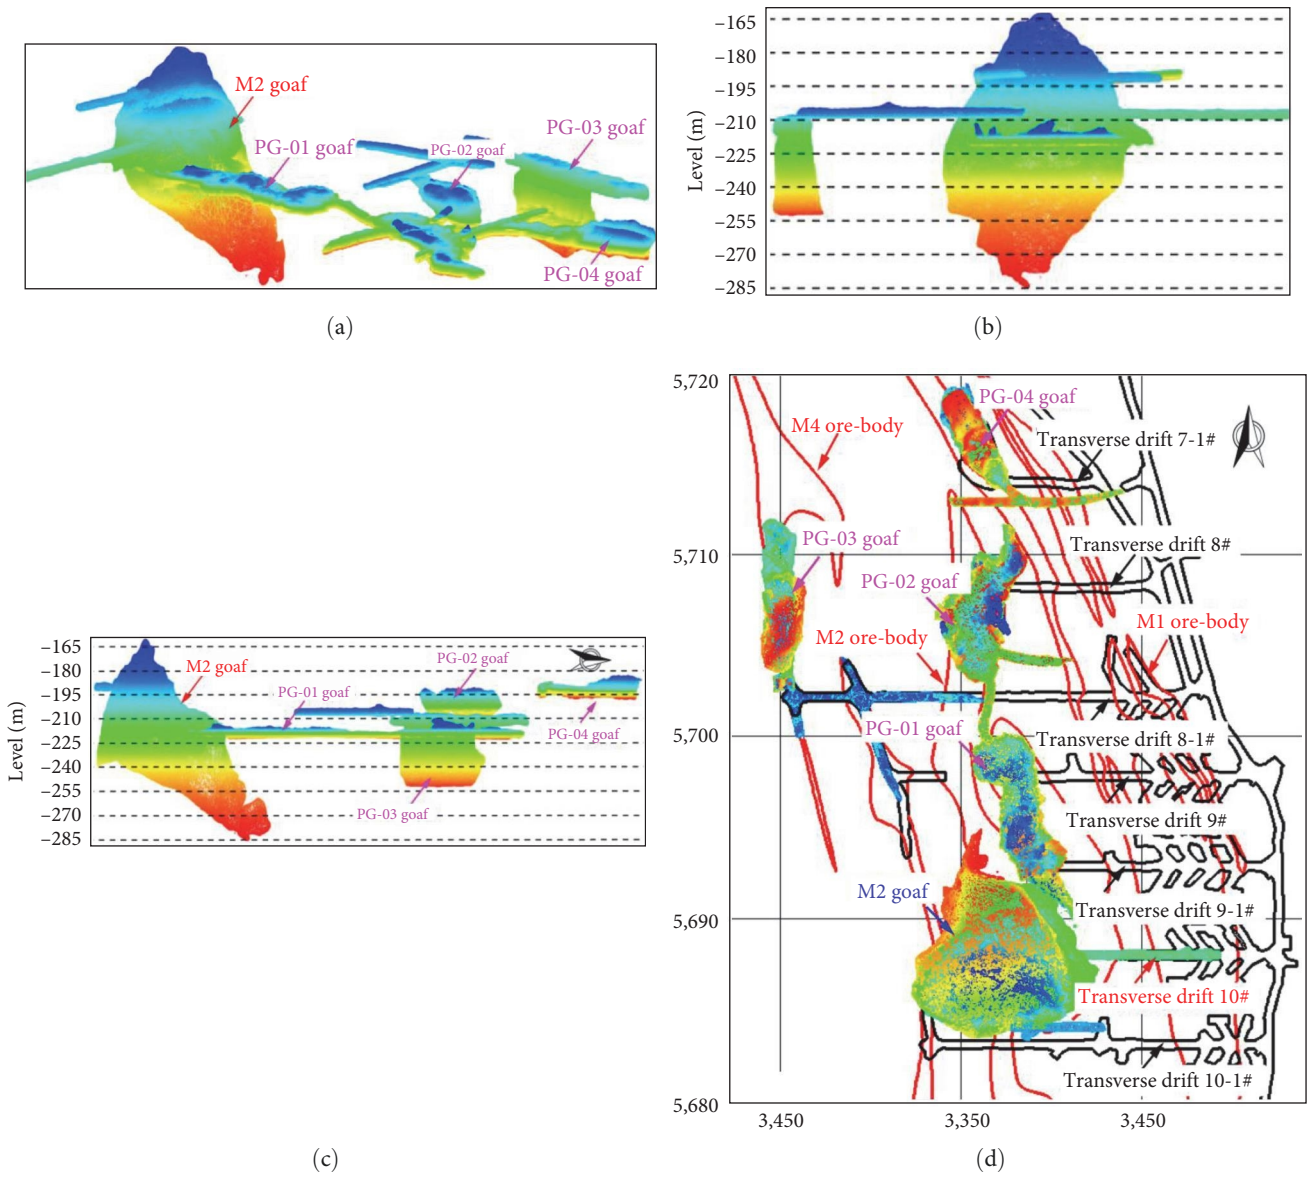 M2 goaf
PG-01 goaf
PG-02 goaf
PG-03 goaf
PG-04 goaf
(a)
Level (m)
−165
−180
−195
−210
−225
−240
−255
−270
−285
(b)
Level (m)
−165
−180
−195
−210
−225
−240
−255
−270
−285
M2 goaf
PG-01 goaf
PG-02 goaf
PG-04 goaf
PG-03 goaf
(c)
5,720
5,710
5,700
5,690
5,680
PG-04 goaf
M4 ore-body
Transverse drift 7-1#
PG-03 goaf
Transverse drift 8#
PG-02 goaf
M2 ore-body
M1 ore-body
PG-01 goaf
Transverse drift 8-1#
Transverse drift 9#
M2 goaf
Transverse drift 9-1#
Transverse drift 10#
Transverse drift 10-1#
3,450
3,350
3,450
(d)